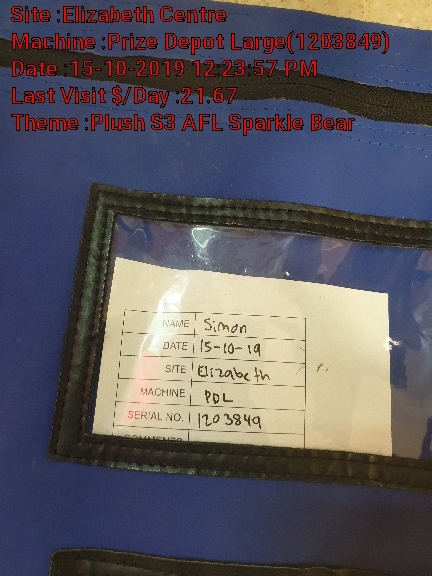 Site :Elizabeth Centre
Machine :Prize Depot Large(1203849)
Date :15-10-2019 12:23:57 PM
Last Visit $/Day :21.67
Theme :Plush S3 AFL Sparkle Bear
NAME Simon
DATE 15-10-19
SITE Elizabeth
MACHINE PDL
SERIAL NO. 1203849
COMMENTS